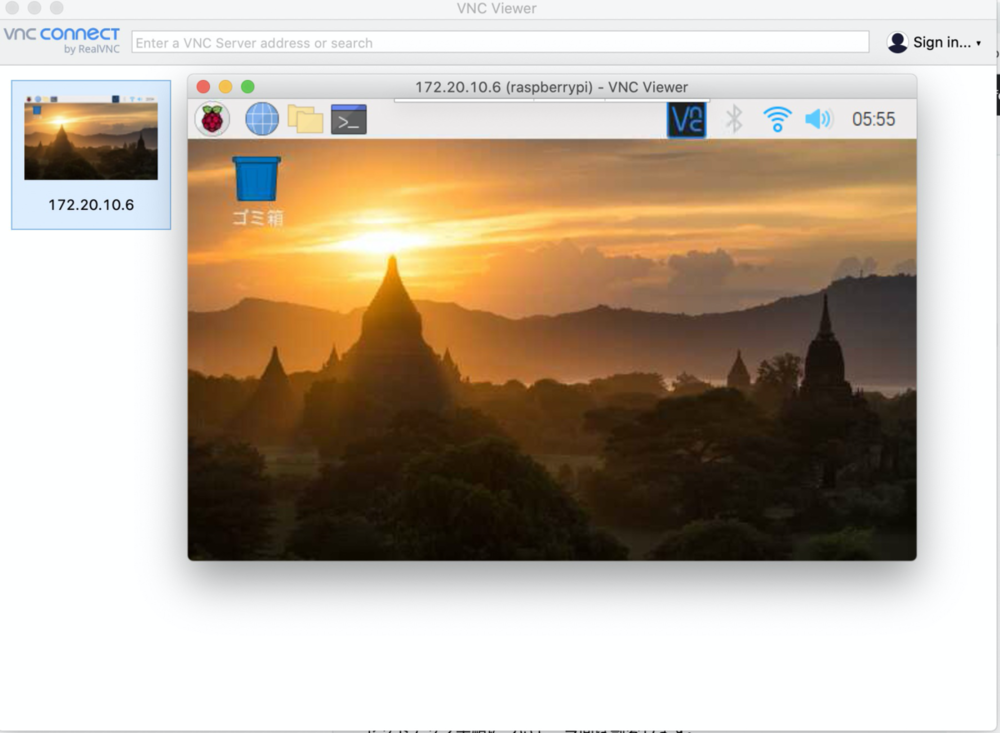 VNC Viewer
vnc connect
by RealVNC
Enter a VNC Server address or search
Sign in...
172.20.10.6 (raspberrypi) - VNC Viewer
>_
Vnc
05:55
ゴミ箱
172.20.10.6